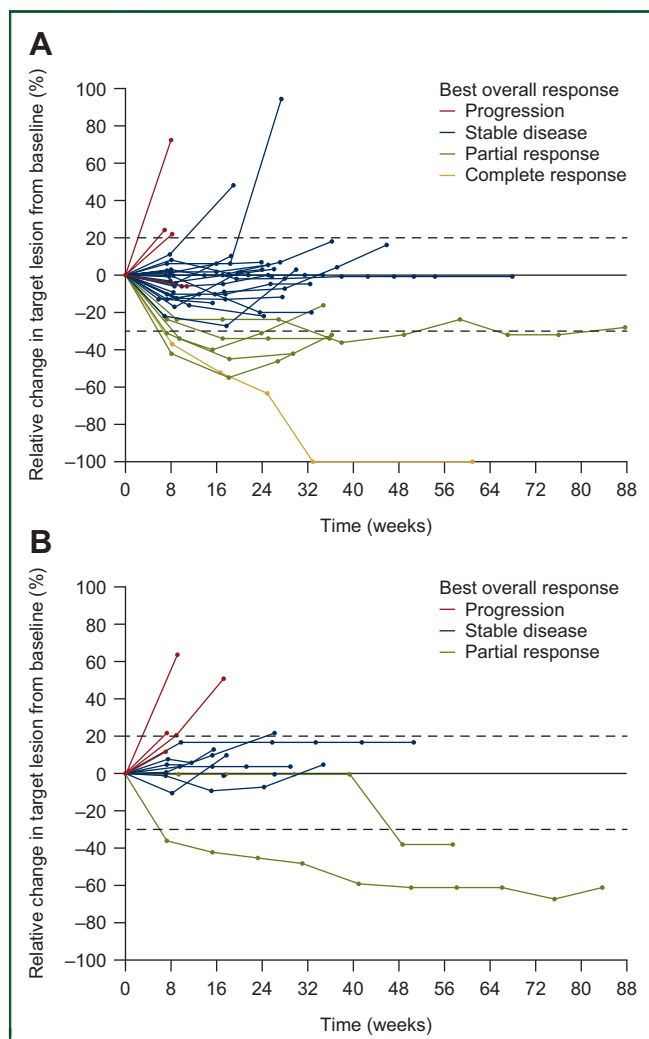 A
Relative change in target lesion from baseline (%)
100
80
60
40
20
0
–20
–40
–60
–80
–100
Best overall response
Progression
Stable disease
Partial response
Complete response
0 8 16 24 32 40 48 56 64 72 80 88
Time (weeks)
B
Relative change in target lesion from baseline (%)
100
80
60
40
20
0
–20
–40
–60
–80
–100
Best overall response
Progression
Stable disease
Partial response
0 8 16 24 32 40 48 56 64 72 80 88
Time (weeks)